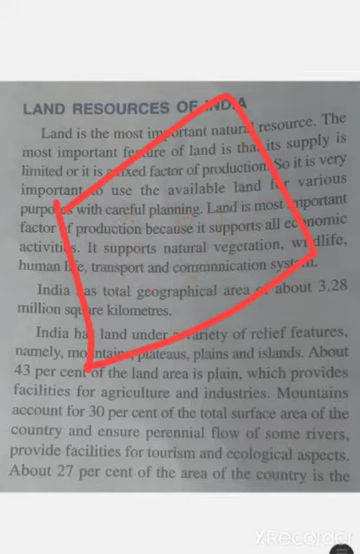 LAND RESOURCES OF INDIA
Land is the most important natural resource. The
most important feature of land is that its supply is
limited or it is a fixed factor of production. So it is very
important to use the available land for various
purposes with careful planning. Land is most important
factor of production because it supports all economic
activities. It supports natural vegetation, wildlife,
human life, transport and communication system.
India has total geographical area of about 3.28
million square kilometres.
India has land under a variety of relief features,
namely, mountains, plateaus, plains and islands. About
43 per cent of the land area is plain, which provides
facilities for agriculture and industries. Mountains
account for 30 per cent of the total surface area of the
country and ensure perennial flow of some rivers,
provide facilities for tourism and ecological aspects.
About 27 per cent of the area of the country is the
XRecorder